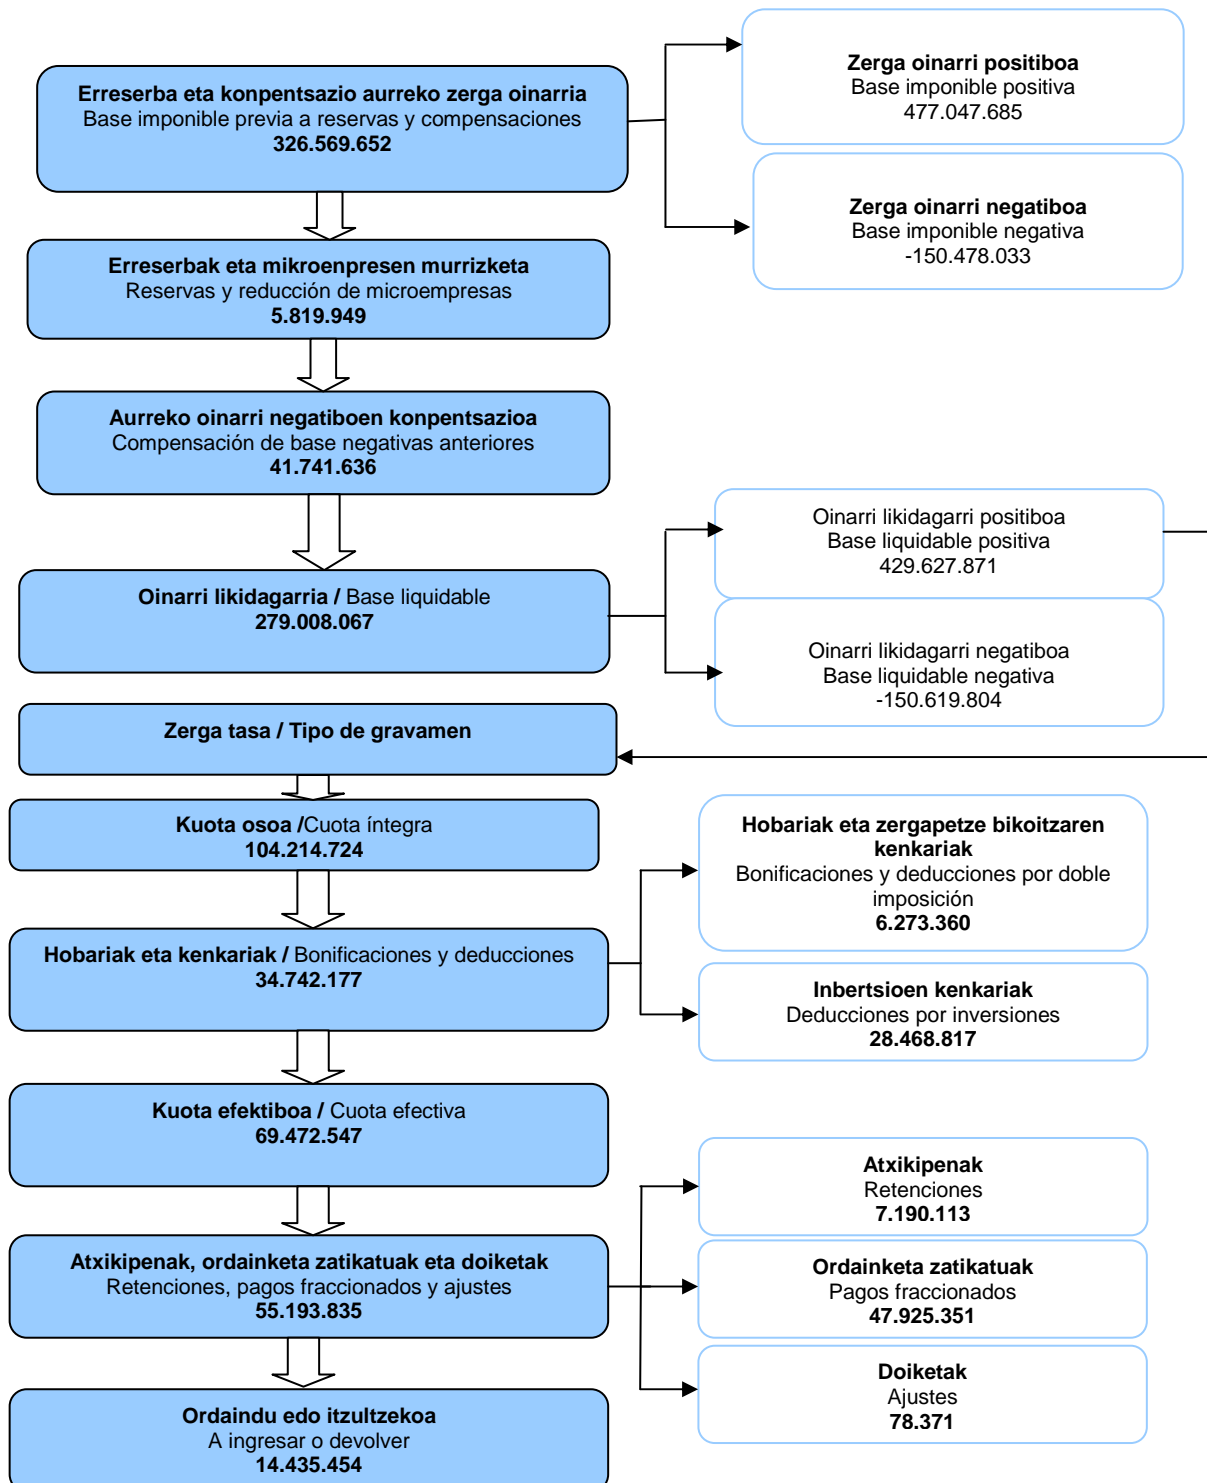 Erreserba eta konpentsazio aurreko zerga oinarria
Base imponible previa a reservas y compensaciones
326.569.652
Zerga oinarri positiboa
Base imponible positiva
477.047.685
Zerga oinarri negatiboa
Base imponible negativa
-150.478.033
Erreserbak eta mikroenpresen murrizketa
Reservas y reducción de microempresas
5.819.949
Aurreko oinarri negatiboen konpentsazioa
Compensación de base negativas anteriores
41.741.636
Oinarri likidagarria / Base liquidable
279.008.067
Oinarri likidagarri positiboa
Base liquidable positiva
429.627.871
Oinarri likidagarri negatiboa
Base liquidable negativa
-150.619.804
Zerga tasa / Tipo de gravamen
Kuota osoa /Cuota íntegra
104.214.724
Hobariak eta kenkariak / Bonificaciones y deducciones
34.742.177
Hobariak eta zergapetze bikoitzaren
kenkariak
Bonificaciones y deducciones por doble
imposición
6.273.360
Inbertsioen kenkariak
Deducciones por inversiones
28.468.817
Kuota efektiboa / Cuota efectiva
69.472.547
Atxikipenak, ordainketa zatikatuak eta doiketak
Retenciones, pagos fraccionados y ajustes
55.193.835
Atxikipenak
Retenciones
7.190.113
Ordainketa zatikatuak
Pagos fraccionados
47.925.351
Doiketak
Ajustes
78.371
Ordaindu edo itzultzekoa
A ingresar o devolver
14.435.454